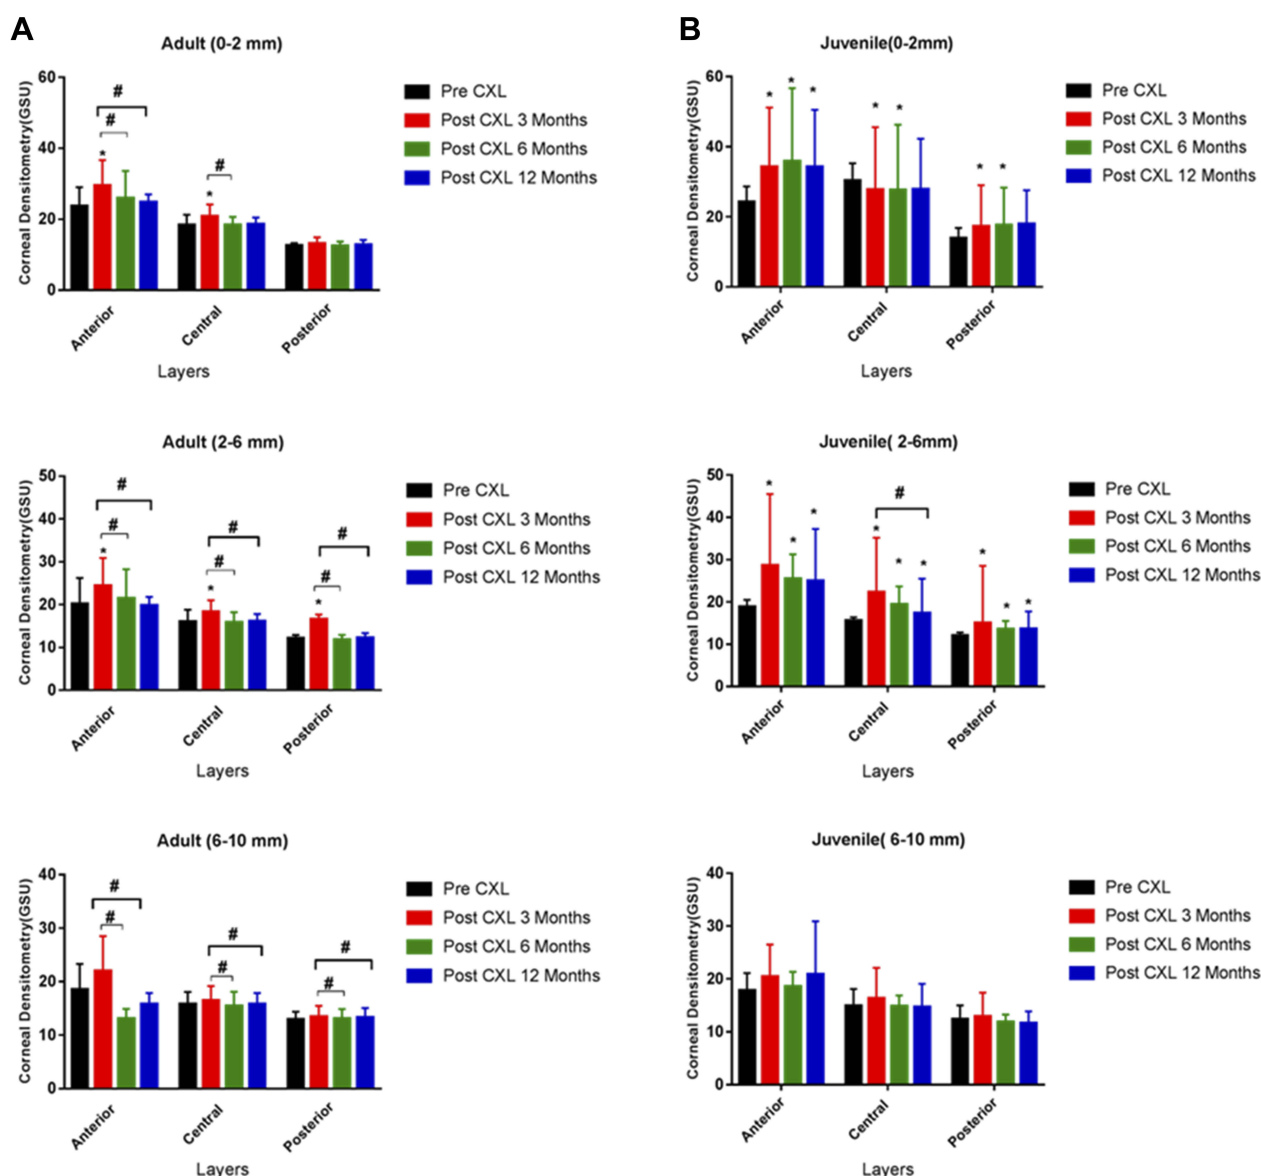 A
Adult (0-2 mm)
Corneal Densitometry(GSU)
60
40
20
0
#
#
*
#
*
Anterior
Central
Posterior
Layers
Pre CXL
Post CXL 3 Months
Post CXL 6 Months
Post CXL 12 Months
B
Juvenile(0-2mm)
Corneal Densitometry(GSU)
60
40
20
0
* * *
* *
* *
Anterior
Central
Posterior
Layers
Pre CXL
Post CXL 3 Months
Post CXL 6 Months
Post CXL 12 Months
Adult (2-6 mm)
Corneal Densitometry(GSU)
50
40
30
20
10
0
#
#
*
#
#
*
#
#
*
Anterior
Central
Posterior
Layers
Pre CXL
Post CXL 3 Months
Post CXL 6 Months
Post CXL 12 Months
Juvenile( 2-6mm)
Corneal Densitometry(GSU)
50
40
30
20
10
0
* * *
#
* * *
* * *
Anterior
Central
Posterior
Layers
Pre CXL
Post CXL 3 Months
Post CXL 6 Months
Post CXL 12 Months
Adult (6-10 mm)
Corneal Densitometry(GSU)
40
30
20
10
0
#
#
#
#
#
#
Anterior
Central
Posterior
Layers
Pre CXL
Post CXL 3 Months
Post CXL 6 Months
Post CXL 12 Months
Juvenile( 6-10 mm)
Corneal Densitometry(GSU)
40
30
20
10
0
Anterior
Central
Posterior
Layers
Pre CXL
Post CXL 3 Months
Post CXL 6 Months
Post CXL 12 Months